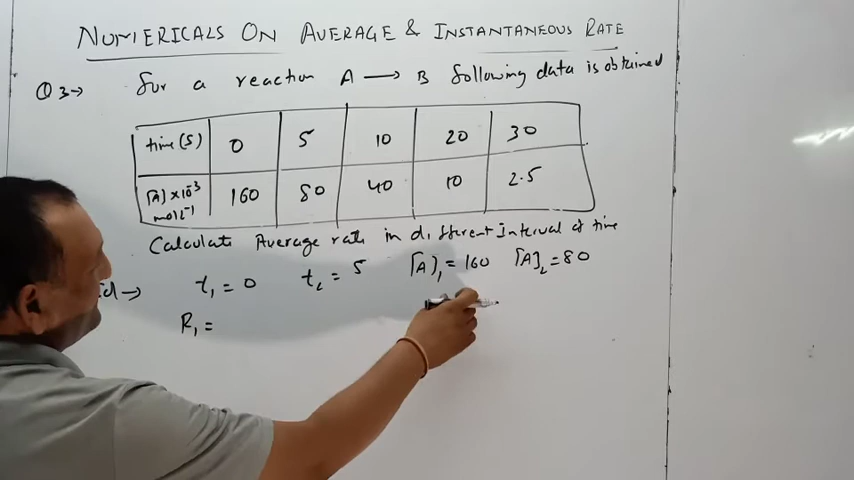 NUMERICALS ON AVERAGE & INSTANTANEOUS RATE
Q3→ for a reaction A ⟶ B following data is obtained
time(s) 0 5 10 20 30
[A]×10⁻³ mol L⁻¹ 160 80 40 10 2.5
Calculate Average rate in different Interval of time
→ t₁ = 0 t₂ = 5 [A]₁ = 160 [A]₂ = 80
R₁ =